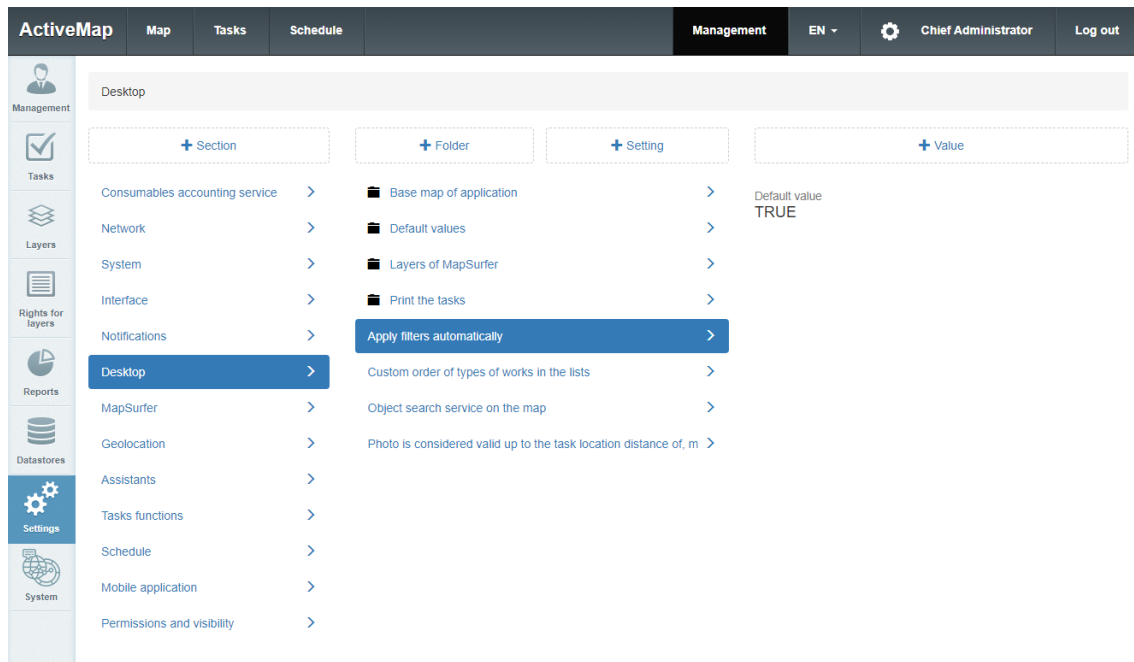 ActiveMap Map Tasks Schedule Management EN Chief Administrator Log out
Management
Tasks
Layers
Rights for
layers
Reports
Datastores
Settings
System
Desktop
+ Section
Consumables accounting service
Network
System
Interface
Notifications
Desktop
MapSurfer
Geolocation
Assistants
Tasks functions
Schedule
Mobile application
Permissions and visibility
+ Folder + Setting
Base map of application
Default values
Layers of MapSurfer
Print the tasks
Apply filters automatically
Custom order of types of works in the lists
Object search service on the map
Photo is considered valid up to the task location distance of, m
+ Value
Default value
TRUE